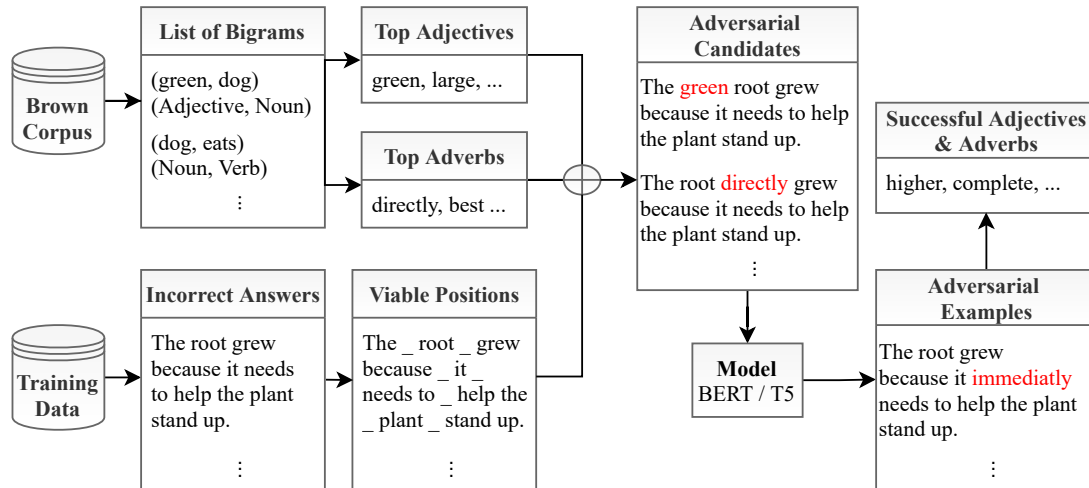 Brown
Corpus
List of Bigrams
(green, dog)
(Adjective, Noun)
(dog, eats)
(Noun, Verb)
⋮
Top Adjectives
green, large, ...
Top Adverbs
directly, best ...
Training
Data
Incorrect Answers
The root grew
because it needs
to help the plant
stand up.
⋮
Viable Positions
The _ root _ grew
because _ it _
needs to _ help the
_ plant _ stand up.
⋮
Adversarial
Candidates
The green root grew
because it needs to help
the plant stand up.
The root directly grew
because it needs to help
the plant stand up.
⋮
Model
BERT / T5
Adversarial
Examples
The root grew
because it immediatly
needs to help the plant
stand up.
⋮
Successful Adjectives
& Adverbs
higher, complete, ...